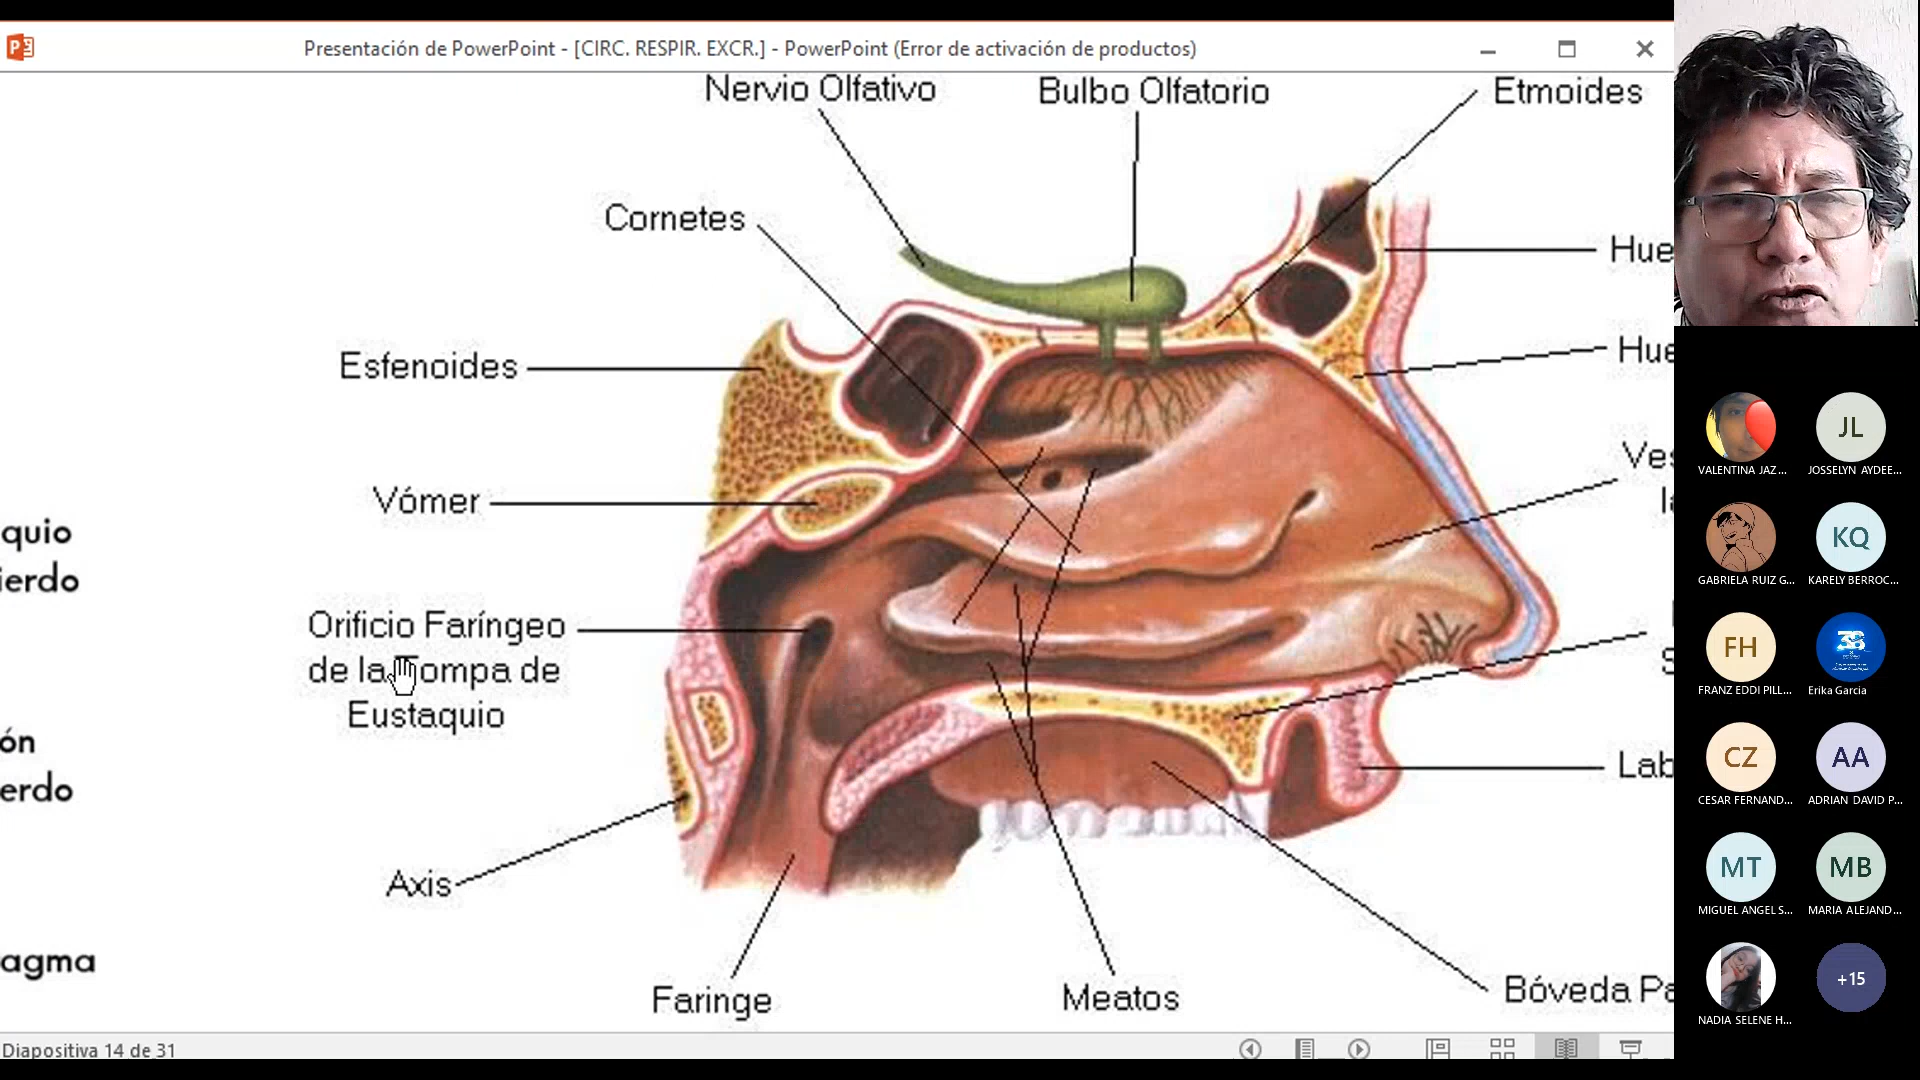 Presentación de PowerPoint - [CIRC. RESPIR. EXCR.] - PowerPoint (Error de activación de productos)
Nervio Olfativo
Bulbo Olfatorio
Etmoides
Cornetes
Hue
Esfenoides
Hue
Ves
Vómer
quio
ierdo
Orificio Faríngeo
de la Tompa de
Eustaquio
S
ón
erdo
Lab
Axis
agma
Faringe
Meatos
Bóveda Pa
Diapositiva 14 de 31
VALENTINA JAZ...
JL
JOSSELYN AYDEE...
GABRIELA RUIZ G...
KQ
KARELY BERROC...
FH
FRANZ EDDI PILL...
Erika Garcia
CZ
CESAR FERNAND...
AA
ADRIAN DAVID P...
MT
MIGUEL ANGEL S...
MB
MARIA ALEJAND...
NADIA SELENE H...
+15